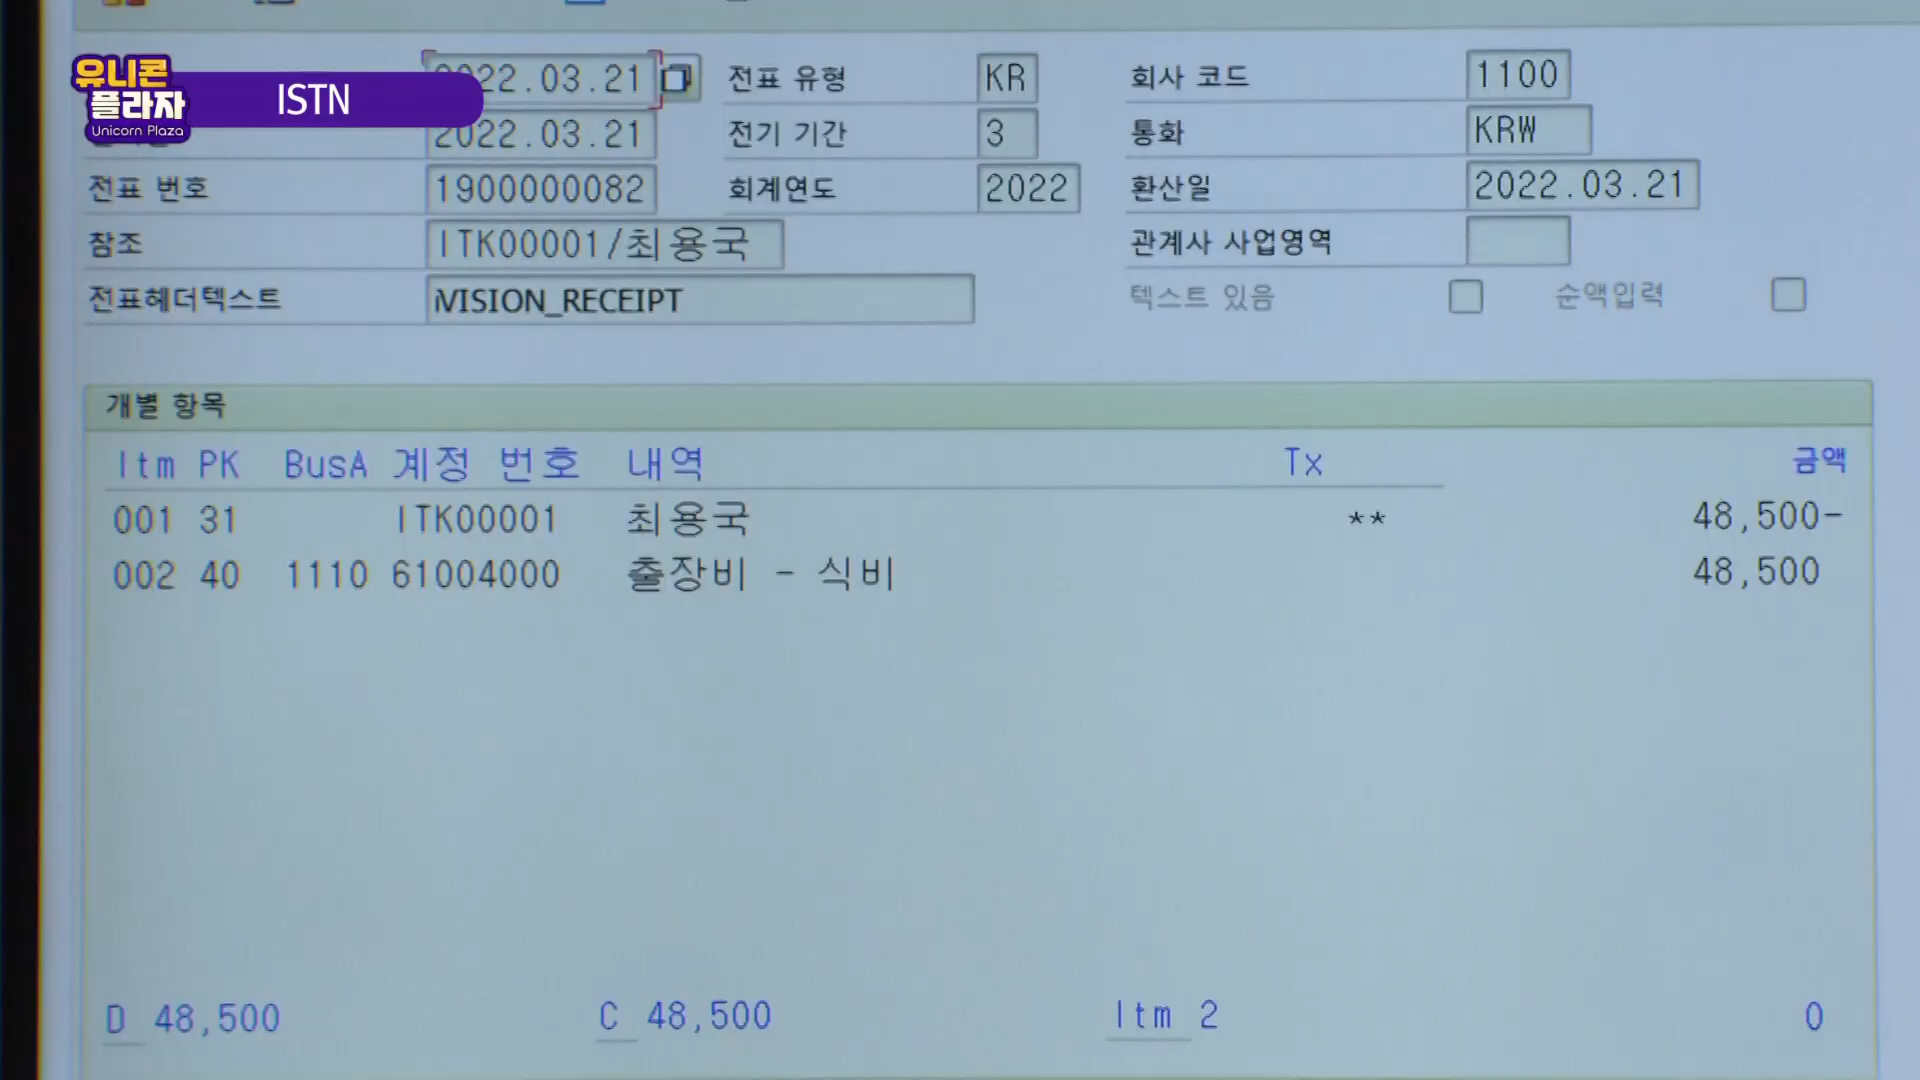 유니콘
플라자
Unicorn Plaza
ISTN
22.03.21 전표 유형 KR 회사 코드 1100
2022.03.21 전기 기간 3 통화 KRW
전표 번호 1900000082 회계연도 2022 환산일 2022.03.21
참조 ITK00001/최용국 관계사 사업영역
전표헤더텍스트 iVISION_RECEIPT 텍스트 있음 순액입력
개별 항목
Itm PK BusA 계정 번호 내역 Tx 금액
001 31 ITK00001 최용국 ** 48,500-
002 40 1110 61004000 출장비 - 식비 48,500
D 48,500 C 48,500 Itm 2 0